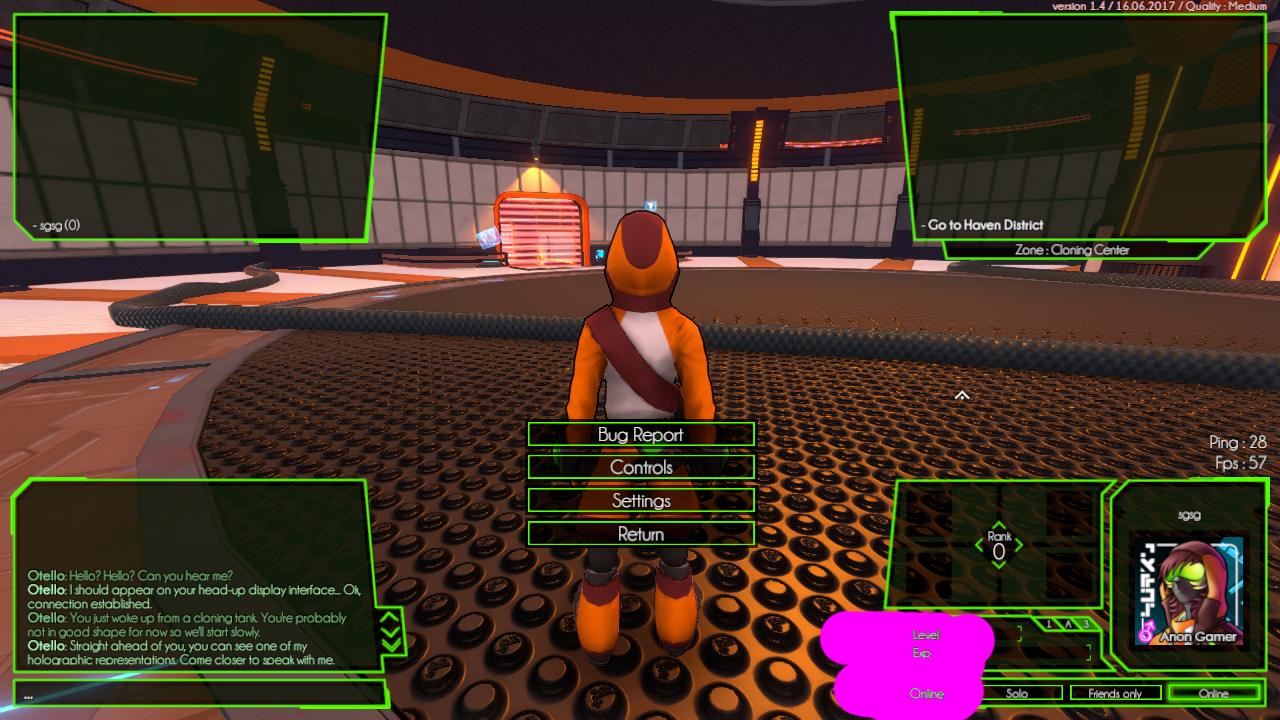 version 1.4 / 16.06.2017 / Quality : Medium
- sgsg (0)
- Go to Haven District
Zone : Cloning Center
Bug Report
Controls
Settings
Return
Ping : 28
Fps : 57
Otello: Hello? Hello? Can you hear me?
Otello: I should appear on your head-up display interface... Ok,
connection established.
Otello: You just woke up from a cloning tank. You're probably
not in good shape for now so we'll start slowly.
Otello: Straight ahead of you, you can see one of my
holographic representations. Come closer to speak with me.
...
Rank
0
sgsg
Anon Gamer
1 A 3
Level
Exp
Online
Solo
Friends only
Online